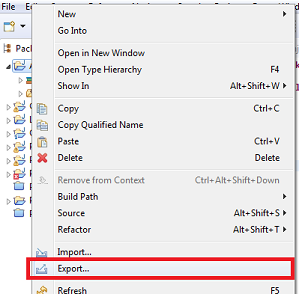 File
New
Go Into
Pack
Open in New Window
Open Type Hierarchy F4
Show In Alt+Shift+W
Copy Ctrl+C
Copy Qualified Name
Paste Ctrl+V
Delete Delete
Remove from Context Ctrl+Alt+Shift+Down
Build Path
Source Alt+Shift+S
Refactor Alt+Shift+T
Import...
Export...
Refresh F5